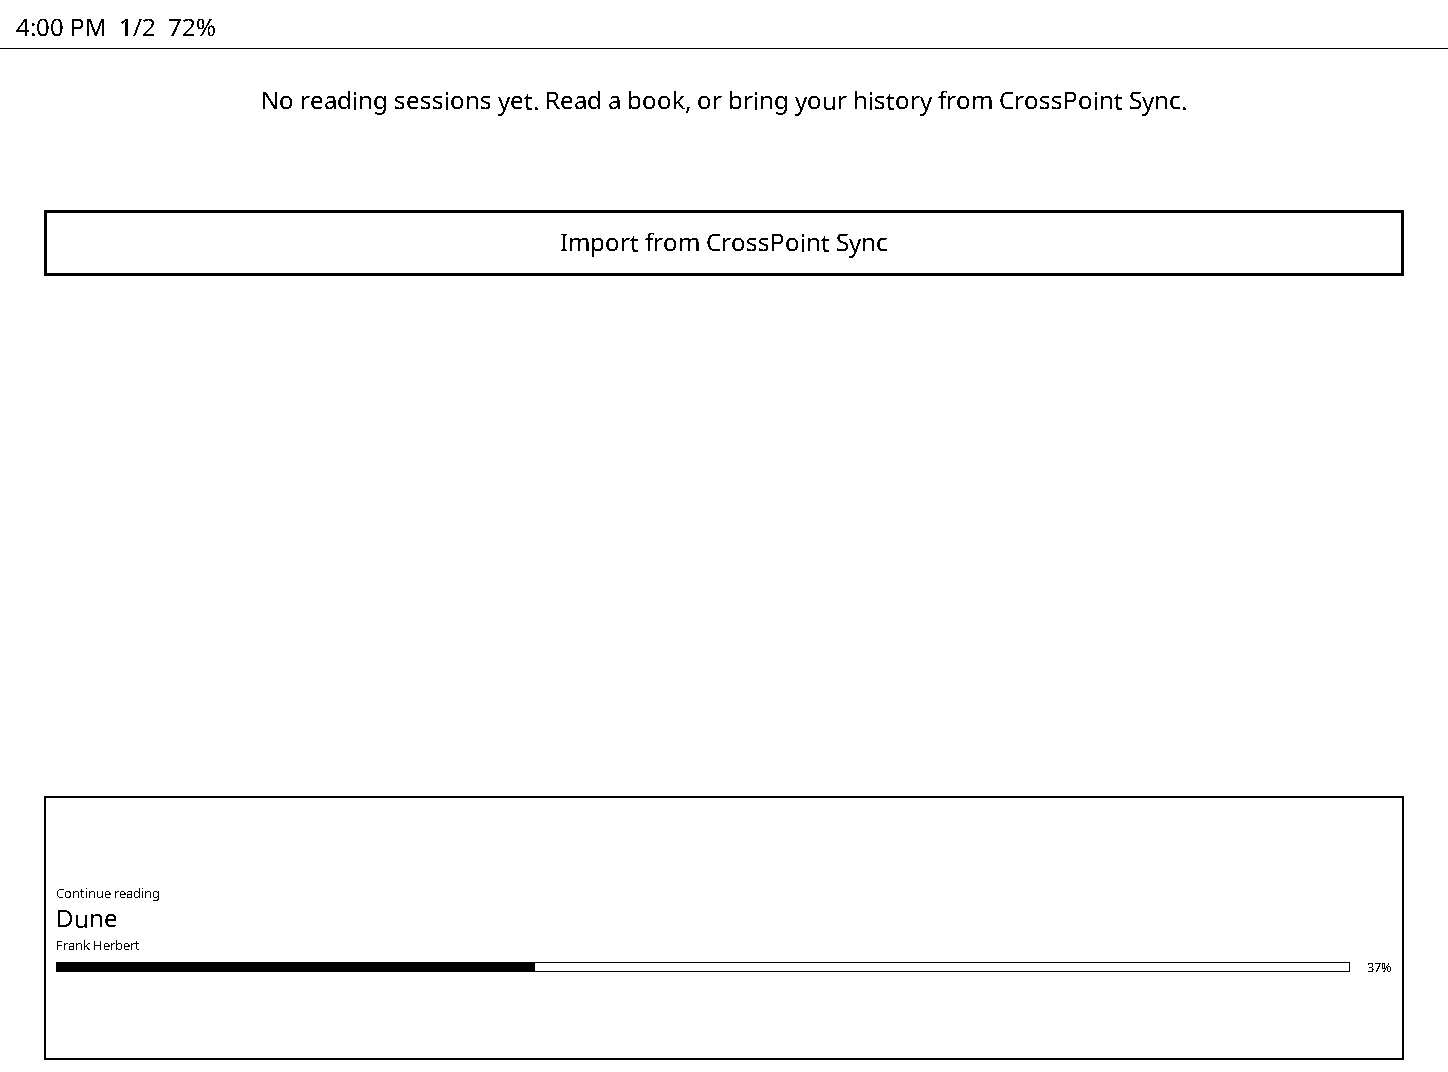 4:00 PM 1/2 72%
No reading sessions yet. Read a book, or bring your history from CrossPoint Sync.
Import from CrossPoint Sync
Continue reading
Dune
Frank Herbert
37%